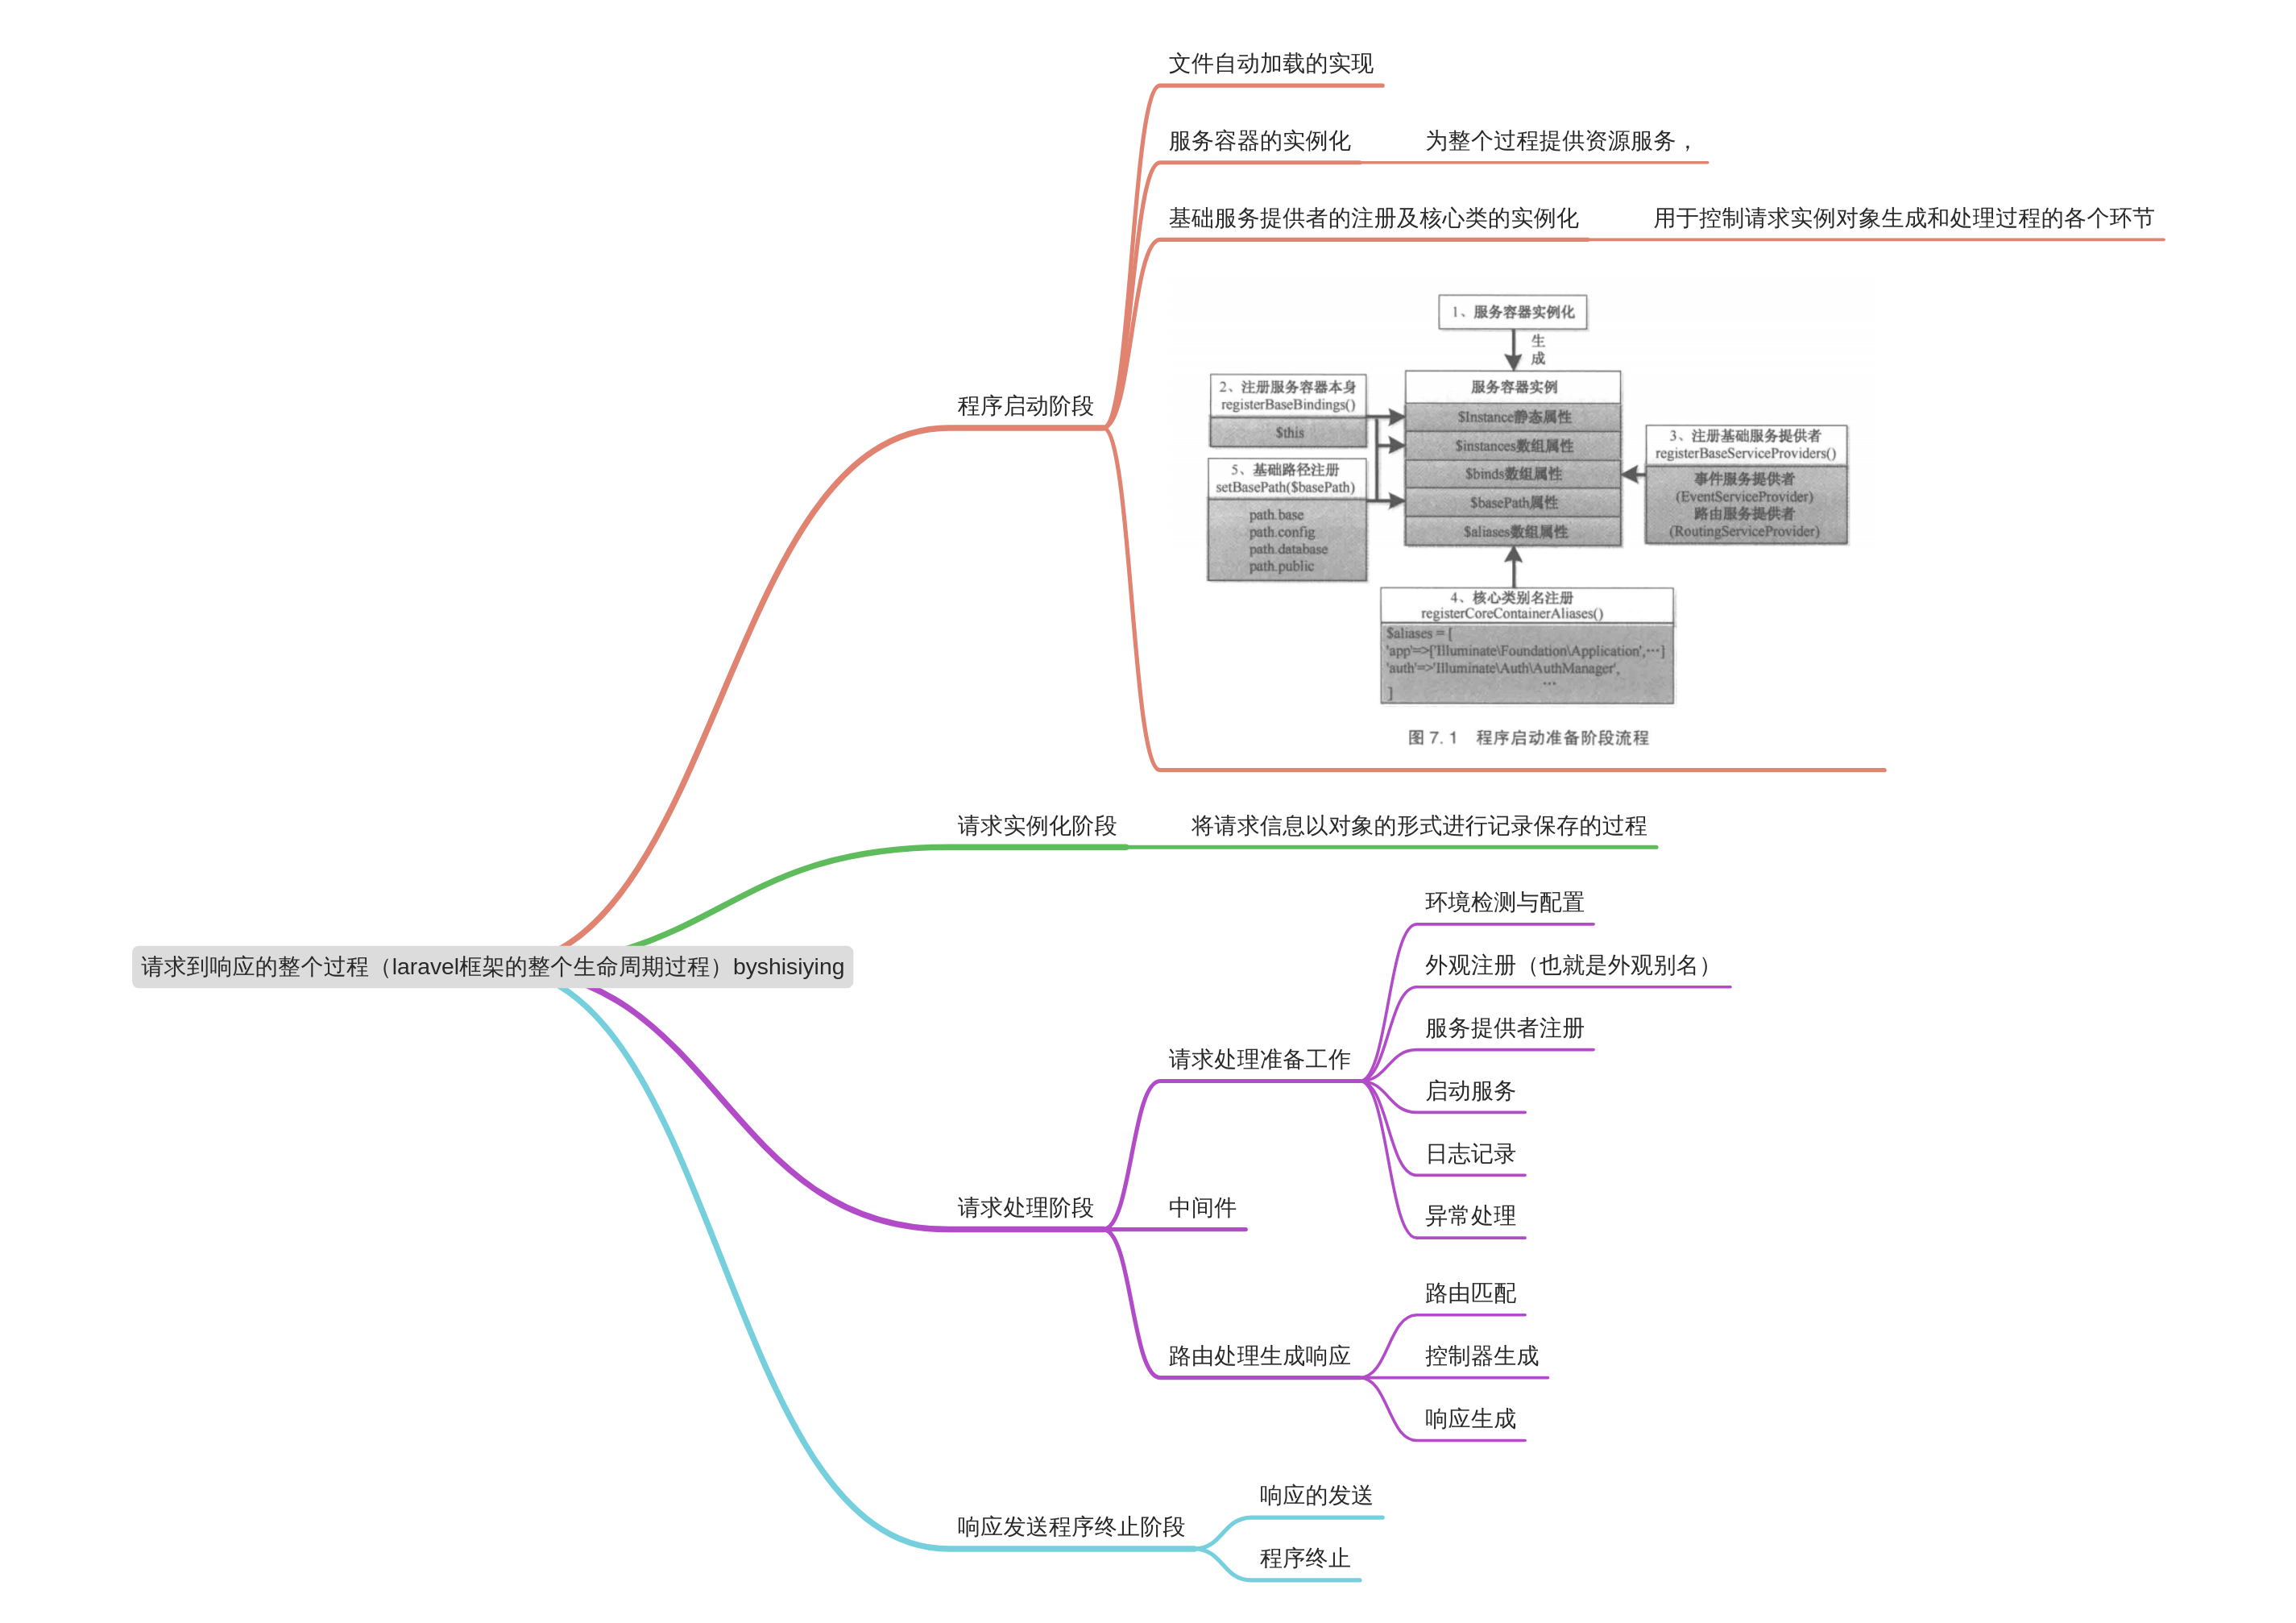 文件自动加载的实现
服务容器的实例化
为整个过程提供资源服务，
基础服务提供者的注册及核心类的实例化
用于控制请求实例对象生成和处理过程的各个环节
程序启动阶段
1、服务容器实例化
生
成
2、注册服务容器本身
registerBaseBindings()
$this
5、基础路径注册
setBasePath($basePath)
path.base
path.config
path.database
path.public
服务容器实例
$Instance静态属性
$instances数组属性
$binds数组属性
$basePath属性
$aliases数组属性
3、注册基础服务提供者
registerBaseServiceProviders()
事件服务提供者
(EventServiceProvider)
路由服务提供者
(RoutingServiceProvider)
4、核心类别名注册
registerCoreContainerAliases()
$aliases = [
'app'=>['Illuminate\Foundation\Application',…]
'auth'=>'Illuminate\Auth\AuthManager',
…
]
图 7.1 程序启动准备阶段流程
请求实例化阶段
将请求信息以对象的形式进行记录保存的过程
请求到响应的整个过程（laravel框架的整个生命周期过程）byshisiying
请求处理阶段
请求处理准备工作
环境检测与配置
外观注册（也就是外观别名）
服务提供者注册
启动服务
日志记录
异常处理
中间件
路由处理生成响应
路由匹配
控制器生成
响应生成
响应发送程序终止阶段
响应的发送
程序终止